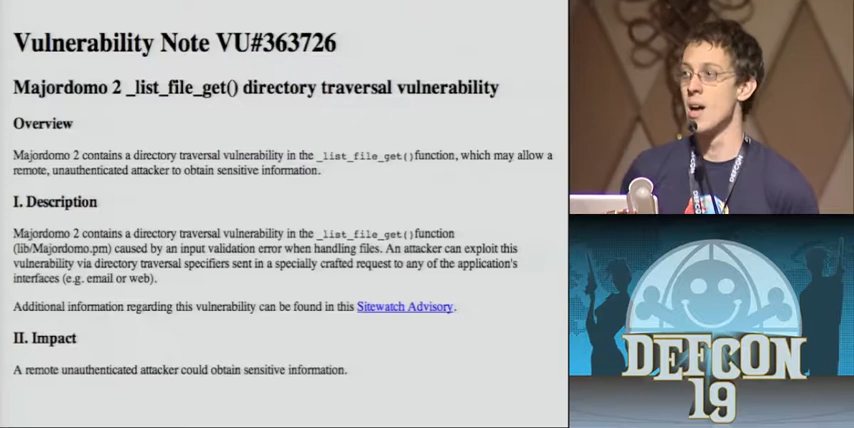 Vulnerability Note VU#363726
Majordomo 2 _list_file_get() directory traversal vulnerability
Overview
Majordomo 2 contains a directory traversal vulnerability in the _list_file_get()function, which may allow a
remote, unauthenticated attacker to obtain sensitive information.
I. Description
Majordomo 2 contains a directory traversal vulnerability in the _list_file_get()function
(lib/Majordomo.pm) caused by an input validation error when handling files. An attacker can exploit this
vulnerability via directory traversal specifiers sent in a specially crafted request to any of the application's
interfaces (e.g. email or web).
Additional information regarding this vulnerability can be found in this Sitewatch Advisory.
II. Impact
A remote unauthenticated attacker could obtain sensitive information.
DEFCON
DEFCON
19